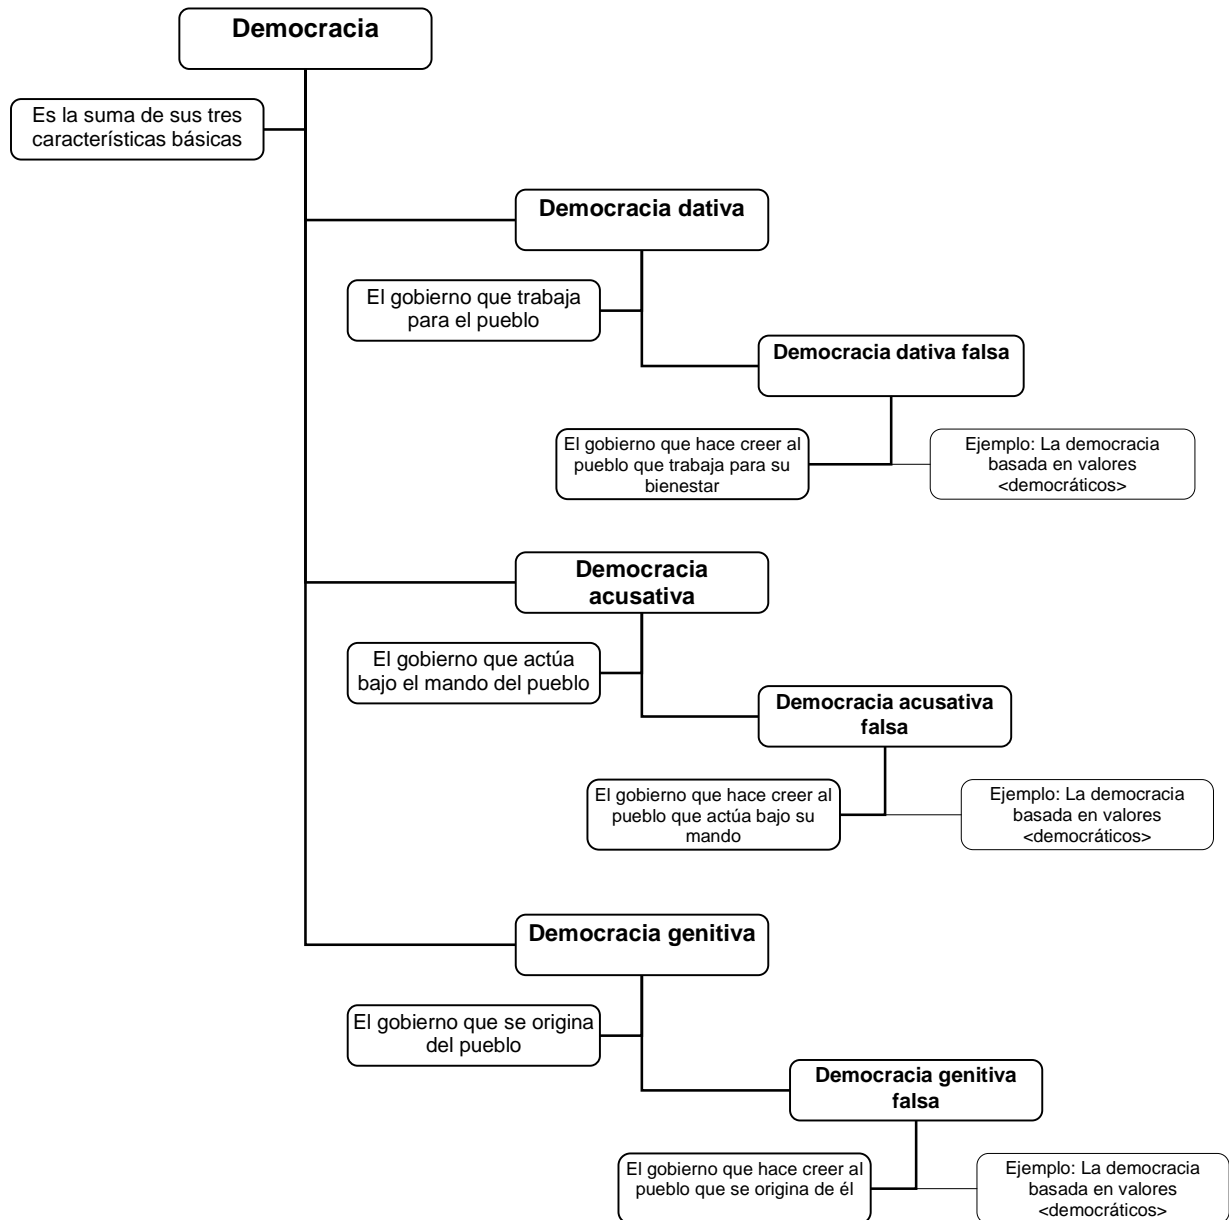 Democracia
Es la suma de sus tres
características básicas
Democracia dativa
El gobierno que trabaja
para el pueblo
Democracia dativa falsa
El gobierno que hace creer al
pueblo que trabaja para su
bienestar
Ejemplo: La democracia
basada en valores
<democráticos>
Democracia
acusativa
El gobierno que actúa
bajo el mando del pueblo
Democracia acusativa
falsa
El gobierno que hace creer al
pueblo que actúa bajo su
mando
Ejemplo: La democracia
basada en valores
<democráticos>
Democracia genitiva
El gobierno que se origina
del pueblo
Democracia genitiva
falsa
El gobierno que hace creer al
pueblo que se origina de él
Ejemplo: La democracia
basada en valores
<democráticos>